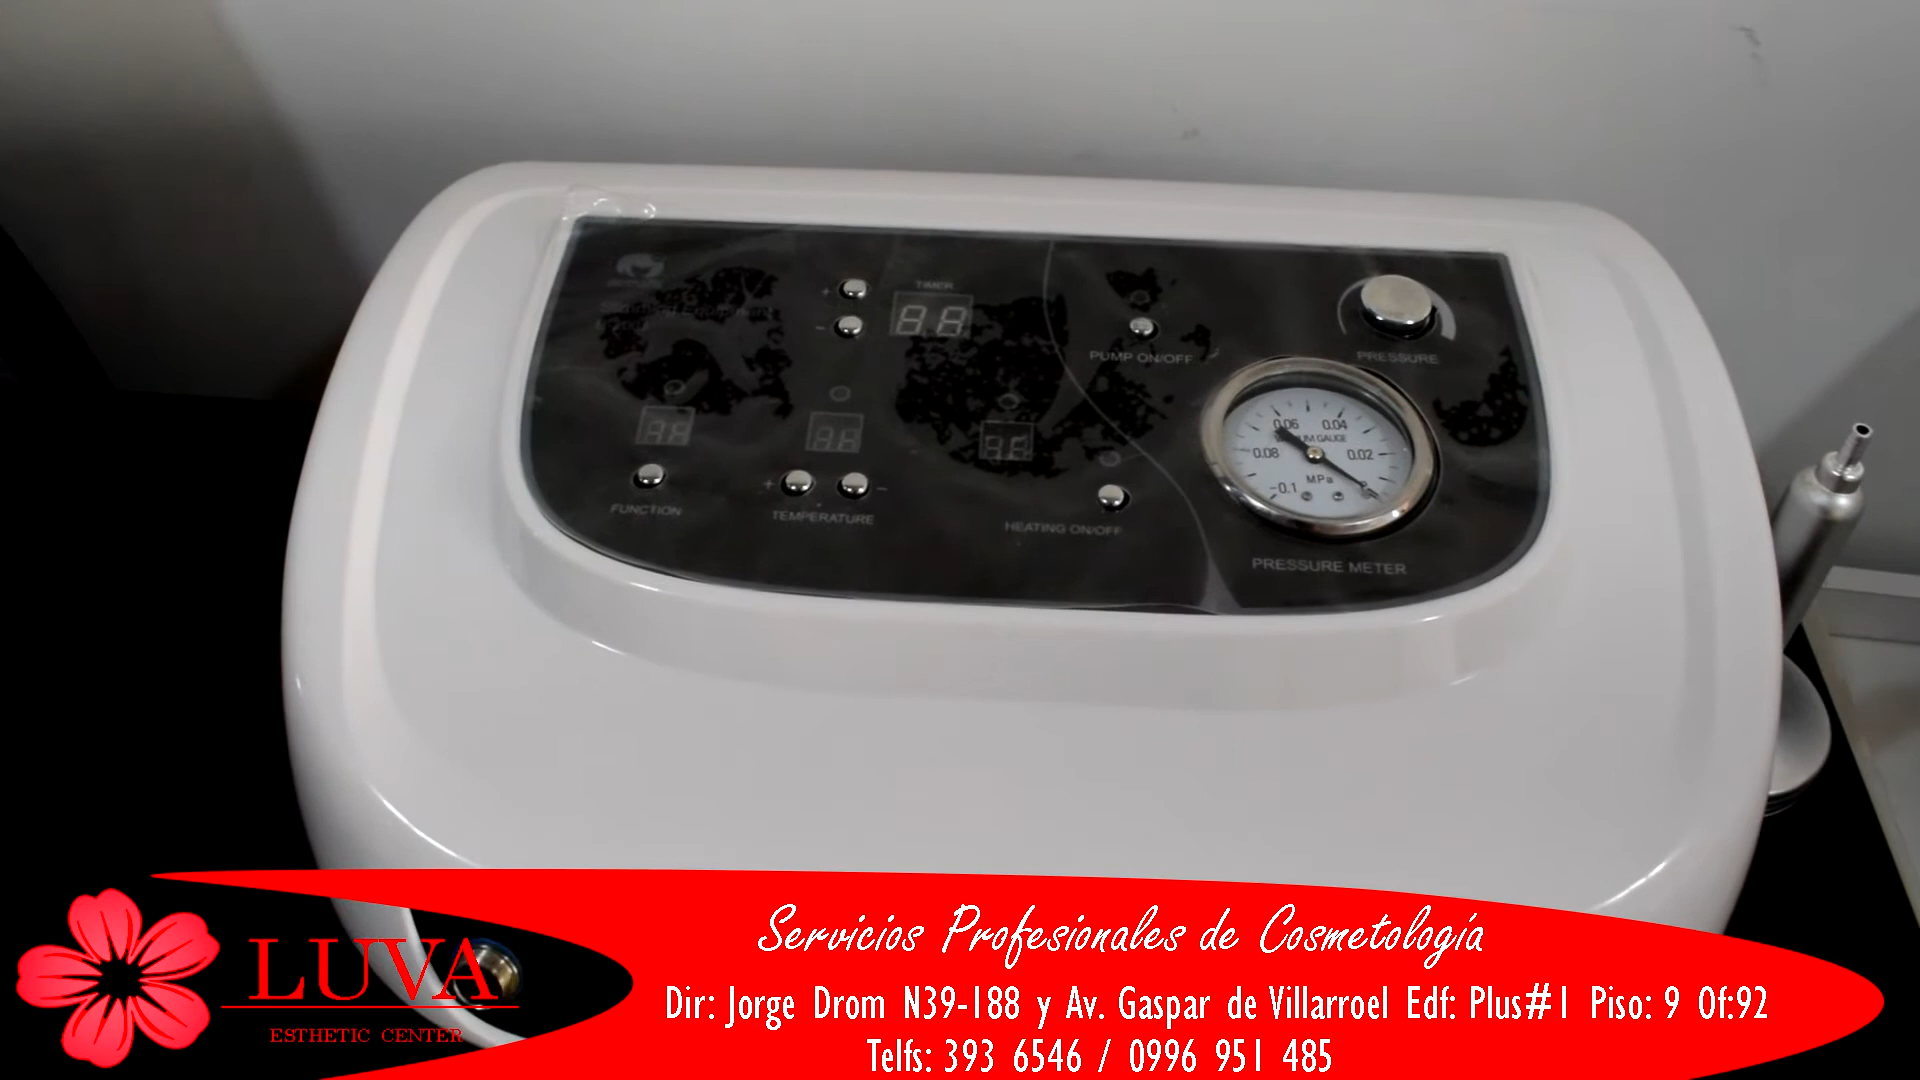 TIMER
+
-
PUMP ON/OFF
PRESSURE
FUNCTION
+
-
TEMPERATURE
HEATING ON/OFF
0.06 0.04
GAUGE
0.08 0.02
-0.1 MPa
PRESSURE METER
Servicios Profesionales de Cosmetología
LUVA
ESTHETIC CENTER
Dir: Jorge Drom N39-188 y Av. Gaspar de Villarroel Edf: Plus#1 Piso: 9 Of:92
Telfs: 393 6546 / 0996 951 485